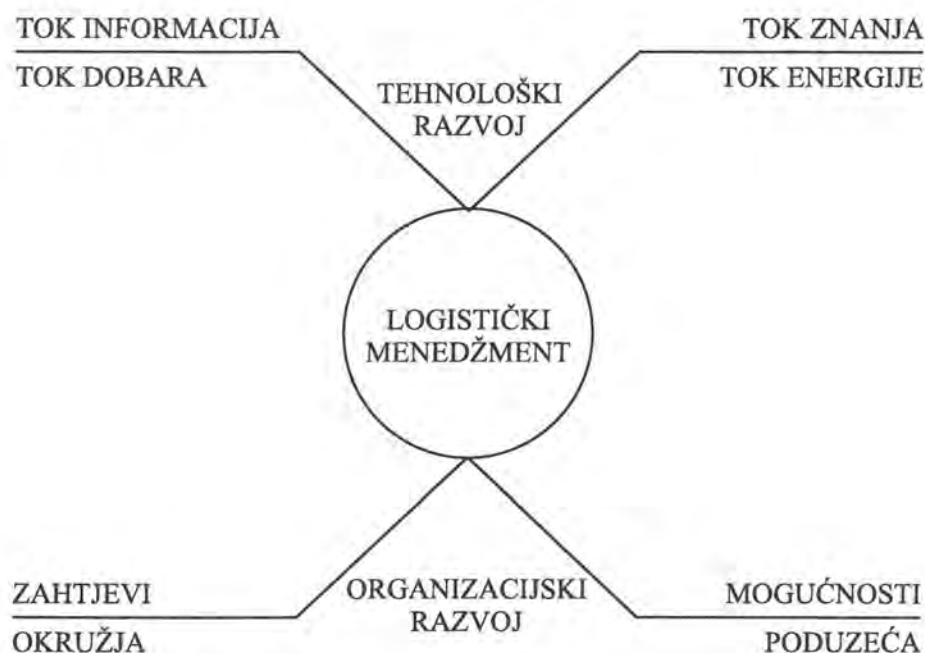 TOK INFORMACIJA
TOK DOBARA
TOK ZNANJA
TOK ENERGIJE
TEHNOLOŠKI
RAZVOJ
LOGISTIČKI
MENEDŽMENT
ZAHTJEVI
OKRUŽJA
ORGANIZACIJSKI
RAZVOJ
MOGUĆNOSTI
PODUZEĆA